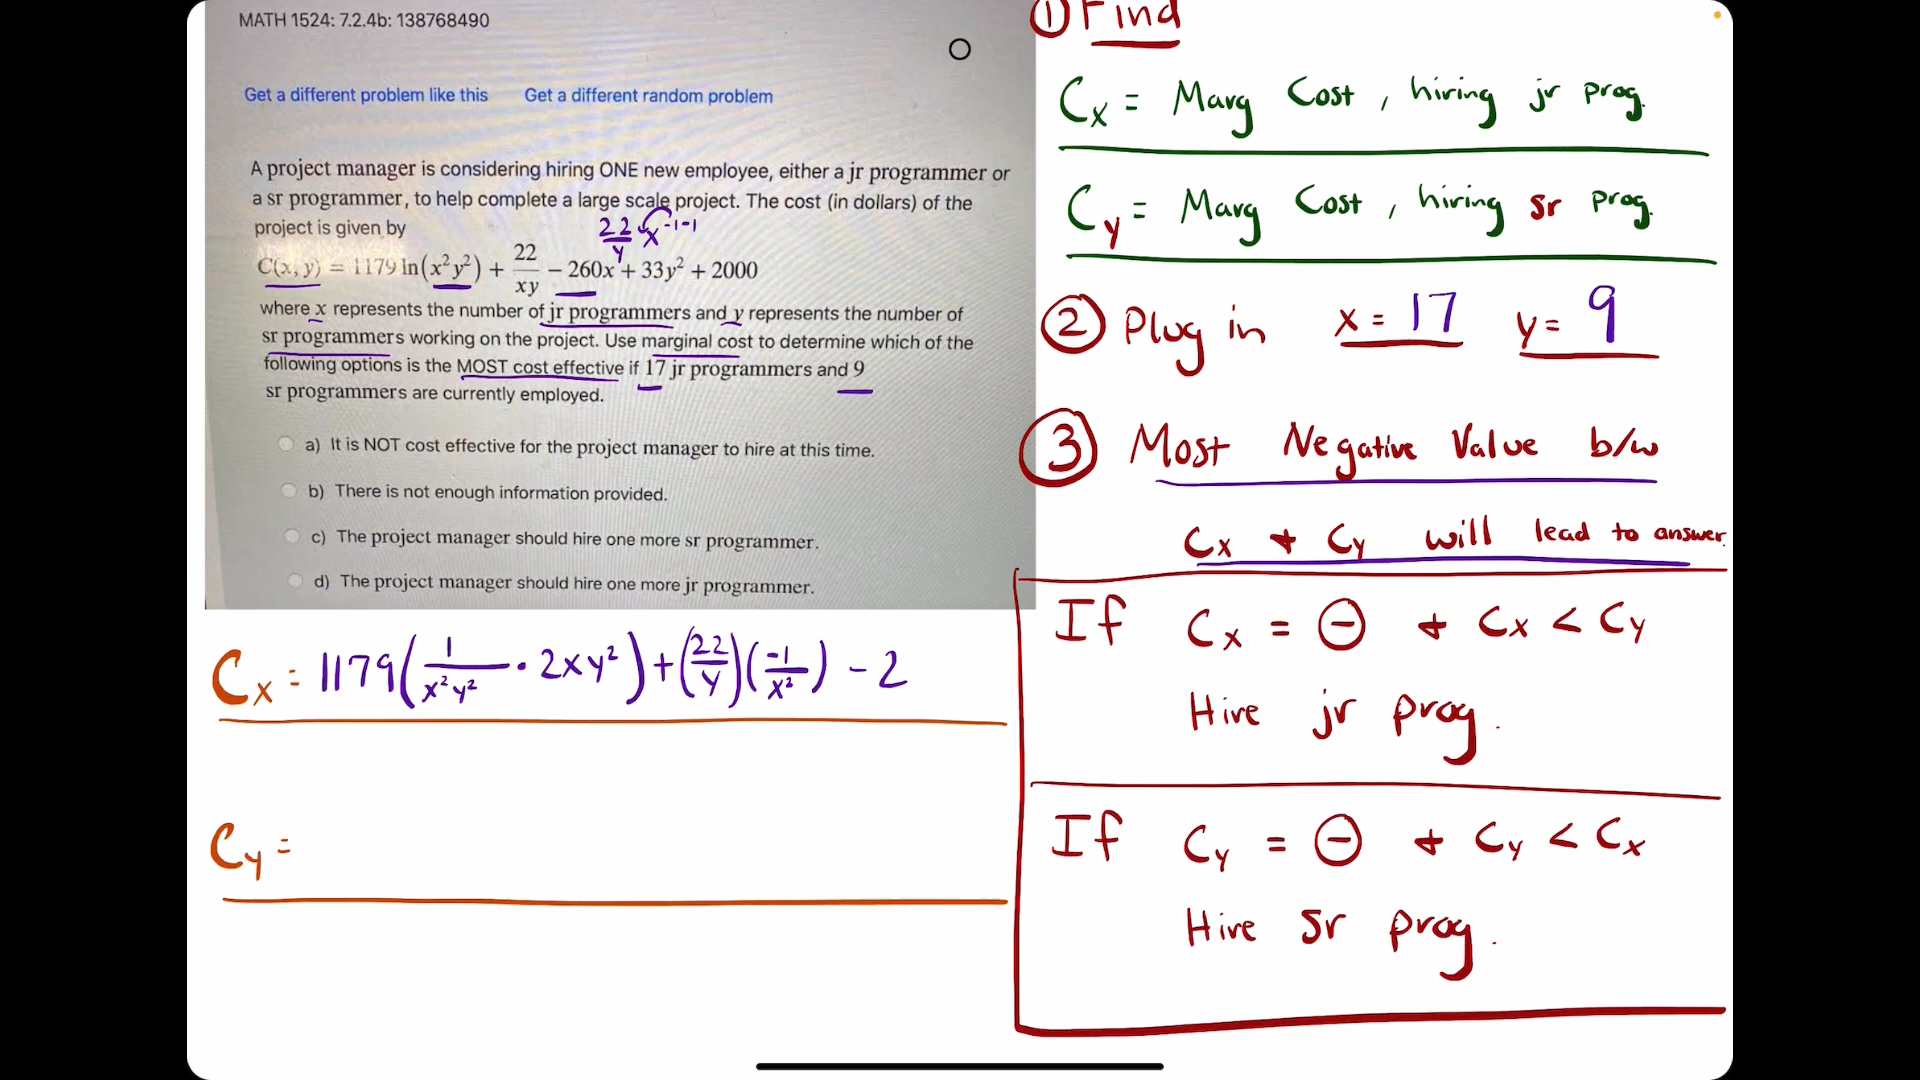 MATH 1524: 7.2.4b: 138768490
Get a different problem like this Get a different random problem
A project manager is considering hiring ONE new employee, either a jr programmer or
a sr programmer, to help complete a large scale project. The cost (in dollars) of the
project is given by
22/y x^-1-1
C(x, y) = 1179 ln(x²y²) + 22/xy − 260x + 33y² + 2000
where x represents the number of jr programmers and y represents the number of
sr programmers working on the project. Use marginal cost to determine which of the
following options is the MOST cost effective if 17 jr programmers and 9
sr programmers are currently employed.
a) It is NOT cost effective for the project manager to hire at this time.
b) There is not enough information provided.
c) The project manager should hire one more sr programmer.
d) The project manager should hire one more jr programmer.
Cx = 1179(1/x²y² · 2xy²) + (22/y)(-1/x²) - 2
Cy =
① Find
Cx = Marg Cost, hiring jr prog.
Cy = Marg Cost, hiring sr prog.
② Plug in x = 17 y = 9
③ Most Negative Value b/w
Cx + Cy will lead to answer.
If Cx = ⊖ + Cx < Cy
Hire jr prog.
If Cy = ⊖ + Cy < Cx
Hire Sr prog.